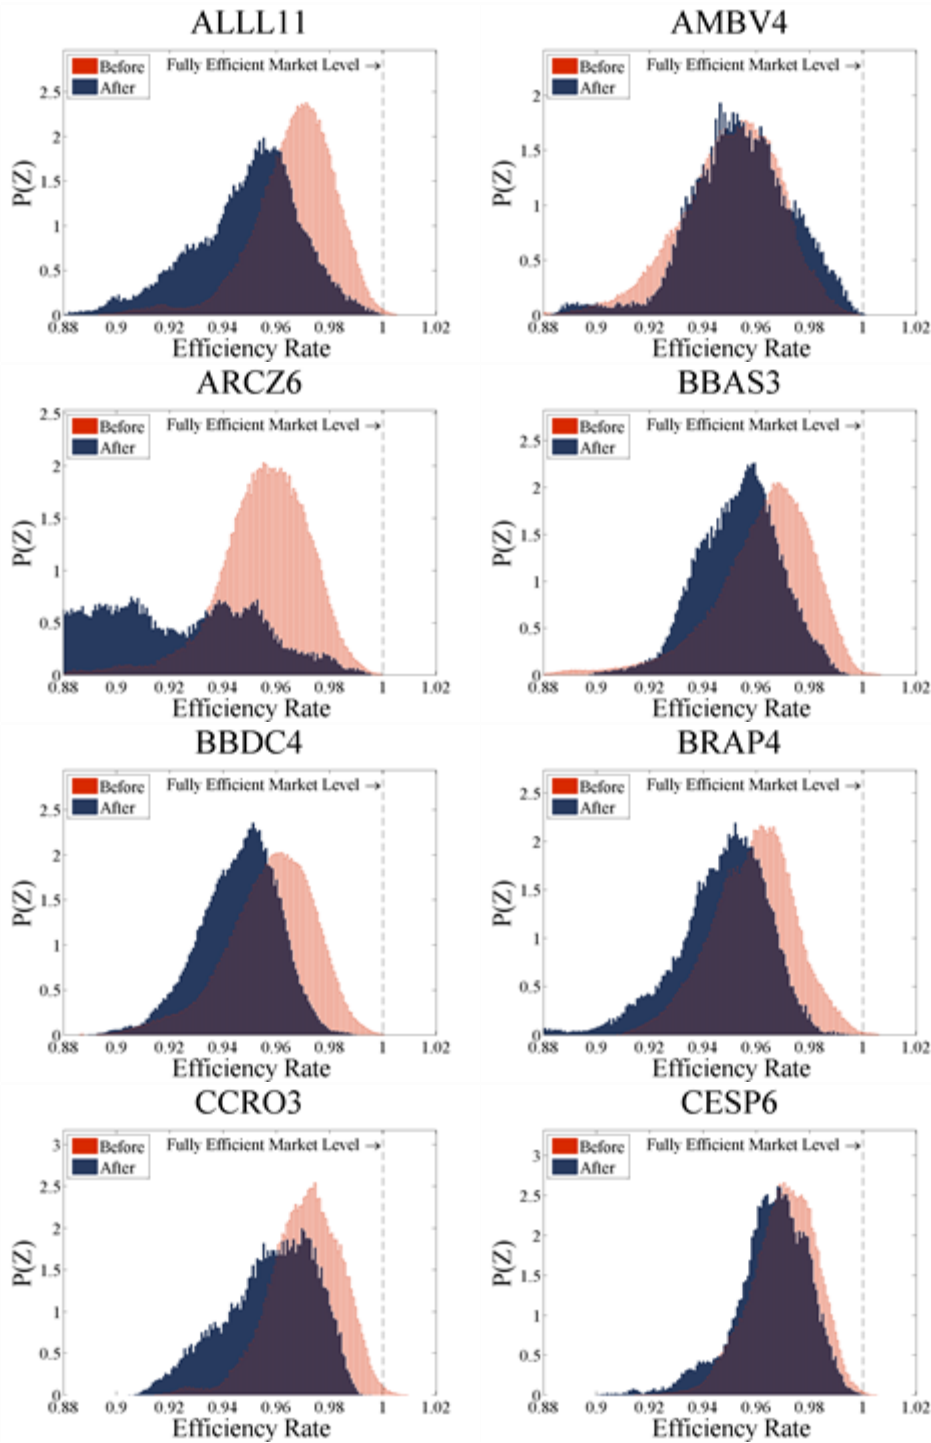 ALLL11
Before
After
Fully Efficient Market Level →
P(Z)
2.5
2
1.5
1
0.5
0
0.88 0.9 0.92 0.94 0.96 0.98 1 1.02
Efficiency Rate
AMBV4
Before
After
Fully Efficient Market Level →
P(Z)
2
1.5
1
0.5
0
0.88 0.9 0.92 0.94 0.96 0.98 1 1.02
Efficiency Rate
ARCZ6
Before
After
Fully Efficient Market Level →
P(Z)
2.5
2
1.5
1
0.5
0
0.88 0.9 0.92 0.94 0.96 0.98 1 1.02
Efficiency Rate
BBAS3
Before
After
Fully Efficient Market Level →
P(Z)
2.5
2
1.5
1
0.5
0
0.88 0.9 0.92 0.94 0.96 0.98 1 1.02
Efficiency Rate
BBDC4
Before
After
Fully Efficient Market Level →
P(Z)
2.5
2
1.5
1
0.5
0
0.88 0.9 0.92 0.94 0.96 0.98 1 1.02
Efficiency Rate
BRAP4
Before
After
Fully Efficient Market Level →
P(Z)
2.5
2
1.5
1
0.5
0
0.88 0.9 0.92 0.94 0.96 0.98 1 1.02
Efficiency Rate
CCRO3
Before
After
Fully Efficient Market Level →
P(Z)
3
2.5
2
1.5
1
0.5
0
0.88 0.9 0.92 0.94 0.96 0.98 1 1.02
Efficiency Rate
CESP6
Before
After
Fully Efficient Market Level →
P(Z)
3
2.5
2
1.5
1
0.5
0
0.88 0.9 0.92 0.94 0.96 0.98 1 1.02
Efficiency Rate